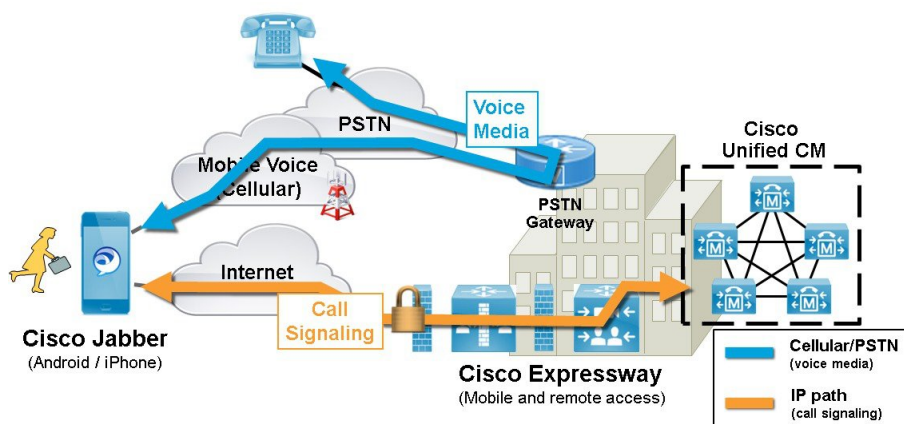 Voice
Media
PSTN
Cisco
Unified CM
Mobile Voice
(Cellular)
PSTN
Gateway
M
M
M
M
M
Internet
Call
Signaling
Cisco Jabber
(Android / iPhone)
Cisco Expressway
(Mobile and remote access)
Cellular/PSTN
(voice media)
IP path
(call signaling)